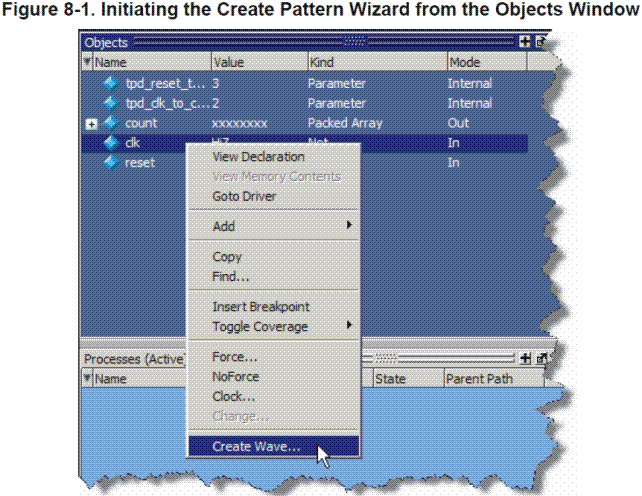 Figure 8-1. Initiating the Create Pattern Wizard from the Objects Window
Objects
Name Value Kind Mode
tpd_reset_t... 3 Parameter Internal
tpd_clk_to_c... 2 Parameter Internal
count xxxxxxxx Packed Array Out
clk HiZ Net In
reset In
View Declaration
View Memory Contents
Goto Driver
Add
Copy
Find...
Insert Breakpoint
Toggle Coverage
Force...
NoForce
Clock...
Change...
Create Wave...
Processes (Active)
Name State Parent Path